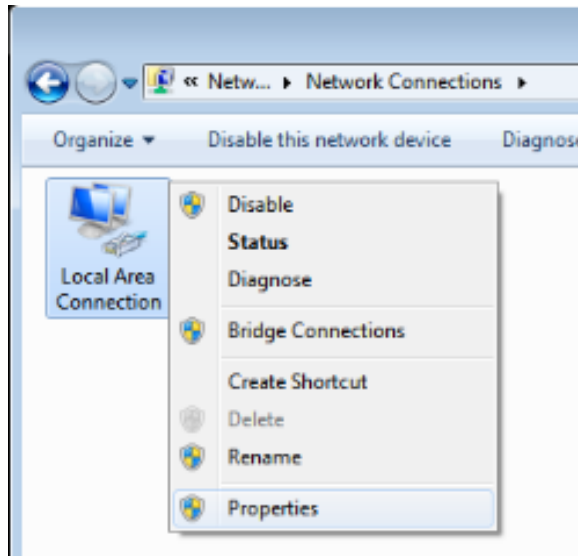 « Netw... ▸ Network Connections ▸
Organize ▾ Disable this network device Diagnose
Local Area
Connection
Disable
Status
Diagnose
Bridge Connections
Create Shortcut
Delete
Rename
Properties